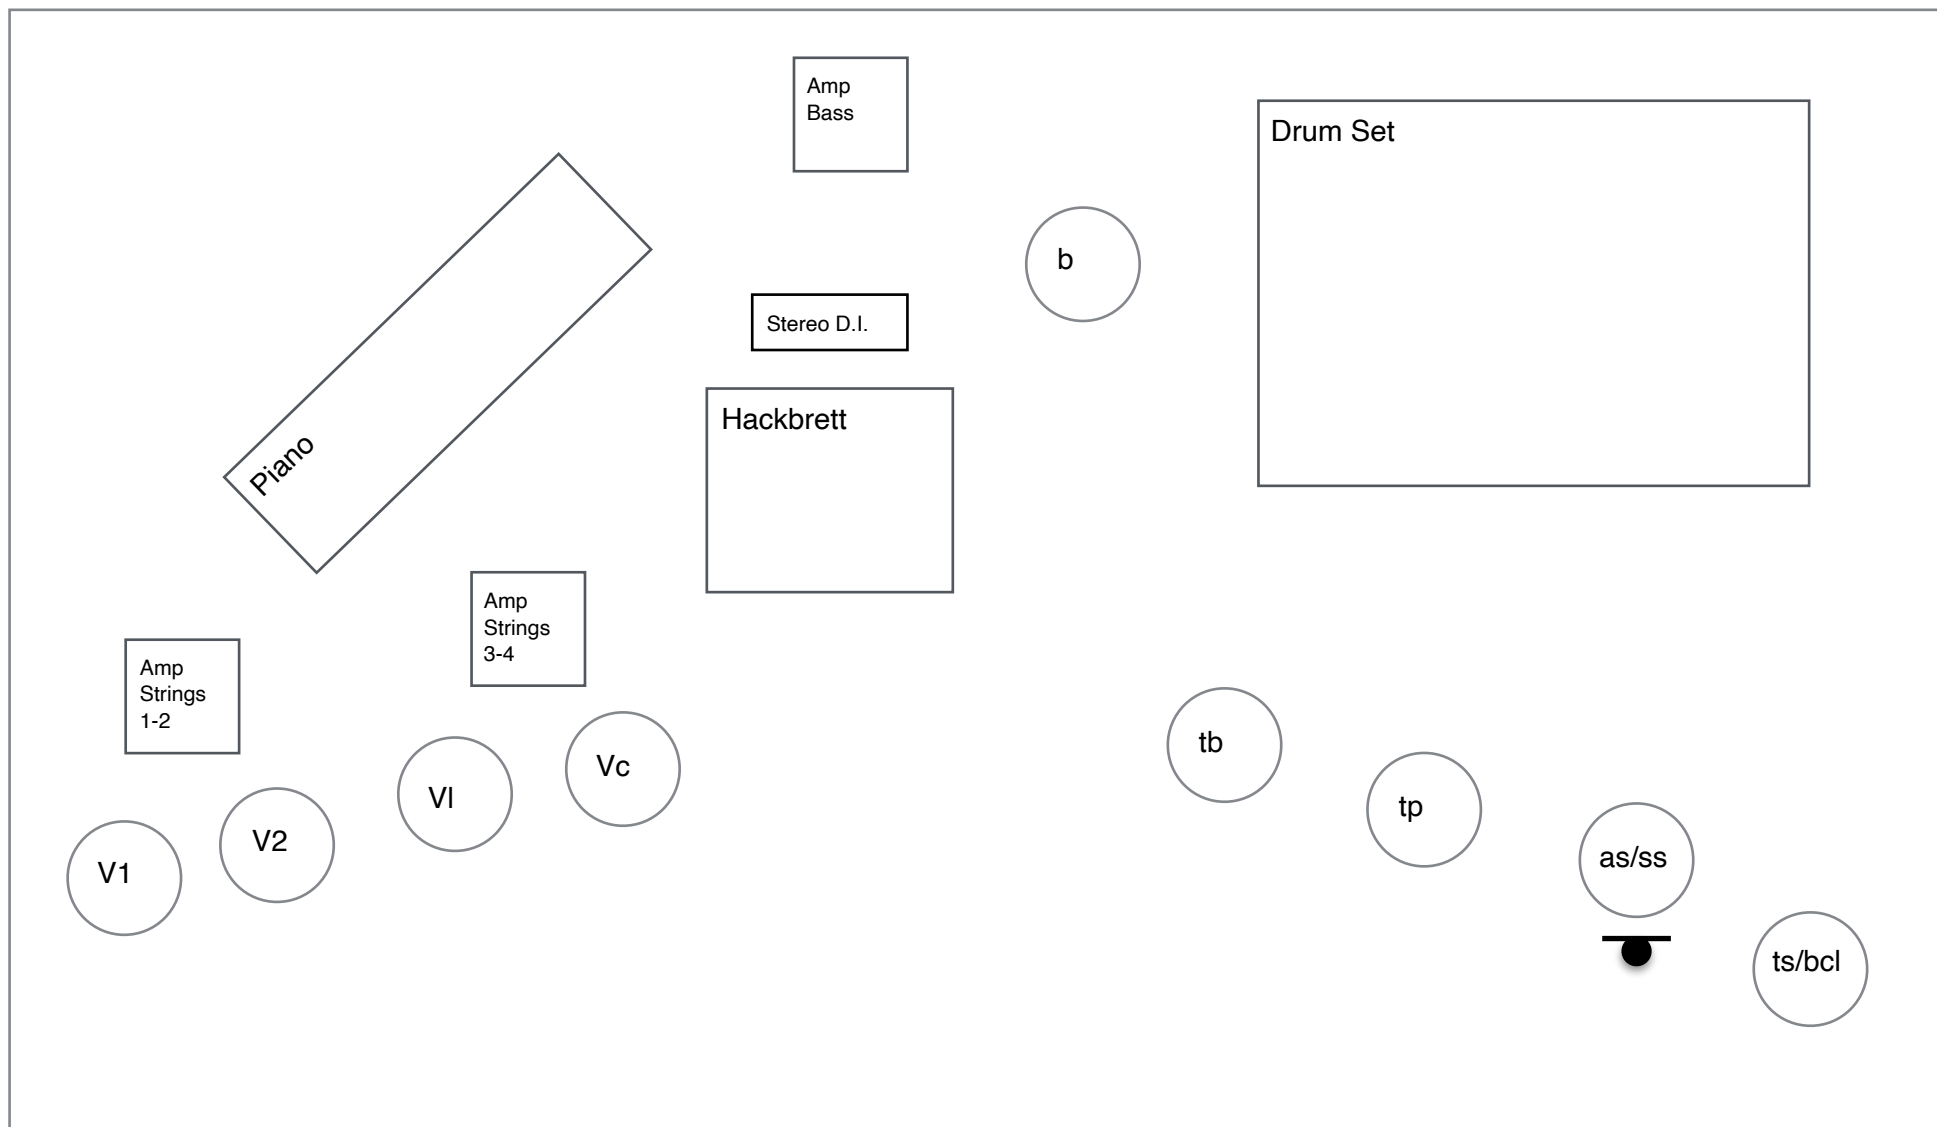 Amp
Bass
Drum Set
b
Stereo D.I.
Hackbrett
Piano
Amp
Strings
3-4
Amp
Strings
1-2
tb
Vc
Vl
tp
V2
as/ss
V1
ts/bcl